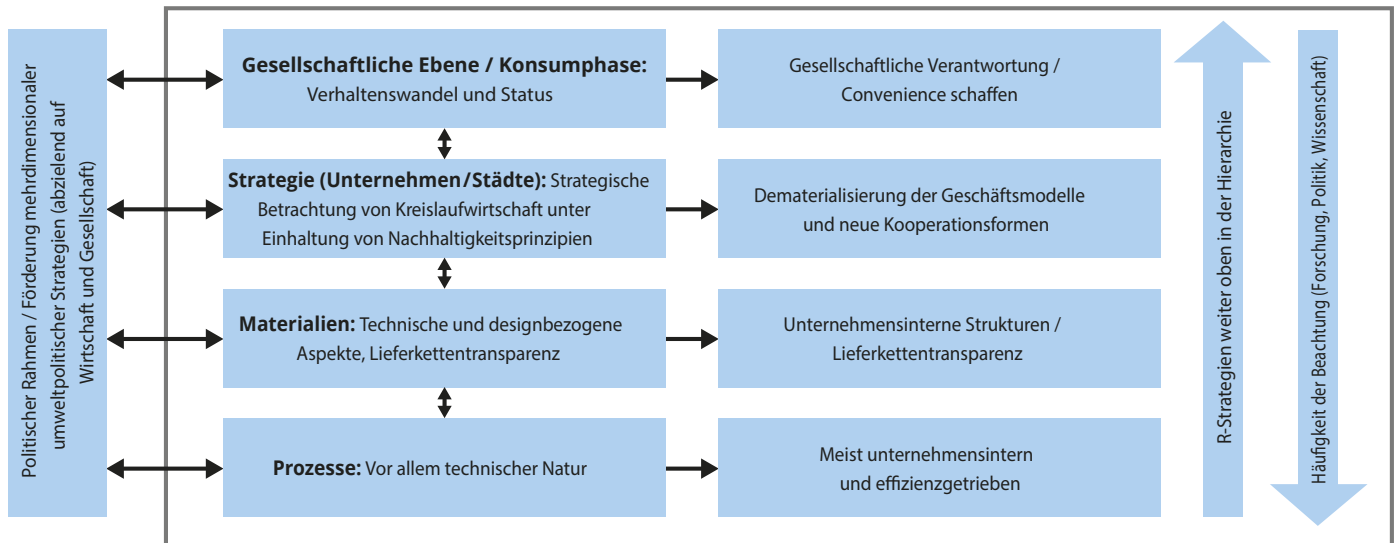 Politischer Rahmen / Förderung mehrdimensionaler
umweltpolitischer Strategien (abzielend auf
Wirtschaft und Gesellschaft)
Gesellschaftliche Ebene / Konsumphase:
Verhaltenswandel und Status
Gesellschaftliche Verantwortung /
Convenience schaffen
Strategie (Unternehmen/Städte): Strategische
Betrachtung von Kreislaufwirtschaft unter
Einhaltung von Nachhaltigkeitsprinzipien
Dematerialisierung der Geschäftsmodelle
und neue Kooperationsformen
Materialien: Technische und designbezogene
Aspekte, Lieferkettentransparenz
Unternehmensinterne Strukturen /
Lieferkettentransparenz
Prozesse: Vor allem technischer Natur
Meist unternehmensintern
und effizienzgetrieben
R-Strategien weiter oben in der Hierarchie
Häufigkeit der Beachtung (Forschung, Politik, Wissenschaft)